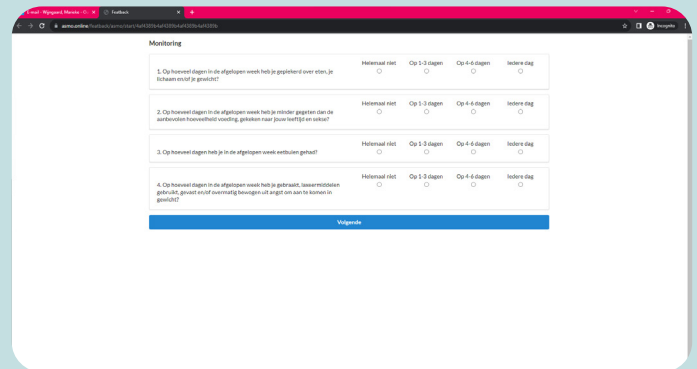 E-mail - Wijngaard, Marieke - O
Feedback
Incognito
Monitoring
Helemaal niet Op 1-3 dagen Op 4-6 dagen Iedere dag
1. Op hoeveel dagen in de afgelopen week heb je gepiekerd over eten, je
lichaam en/of je gewicht?
Helemaal niet Op 1-3 dagen Op 4-6 dagen Iedere dag
2. Op hoeveel dagen in de afgelopen week heb je minder gegeten dan de
aanbevolen hoeveelheid voeding, gekeken naar jouw leeftijd en sekse?
Helemaal niet Op 1-3 dagen Op 4-6 dagen Iedere dag
3. Op hoeveel dagen heb je in de afgelopen week eetbuien gehad?
Helemaal niet Op 1-3 dagen Op 4-6 dagen Iedere dag
4. Op hoeveel dagen in de afgelopen week heb je gebraakt, laxeermiddelen
gebruikt, gevast en/of overmatig bewogen uit angst om aan te komen in
gewicht?
Volgende